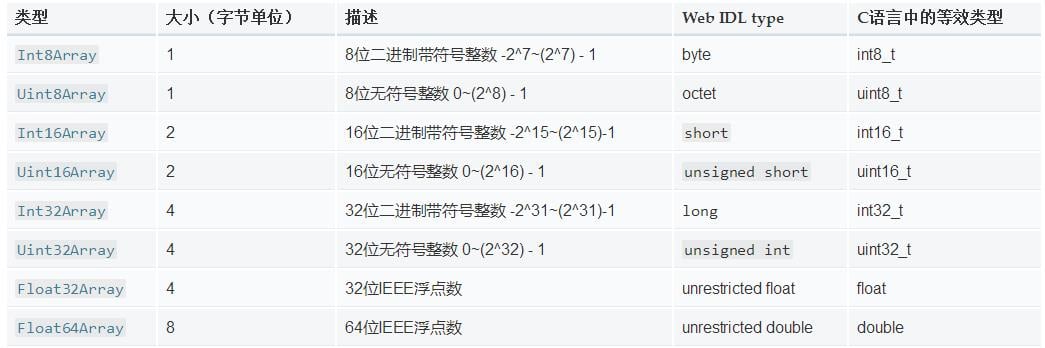 类型 大小（字节单位） 描述 Web IDL type C语言中的等效类型
Int8Array 1 8位二进制带符号整数 -2^7~(2^7) - 1 byte int8_t
Uint8Array 1 8位无符号整数 0~(2^8) - 1 octet uint8_t
Int16Array 2 16位二进制带符号整数 -2^15~(2^15)-1 short int16_t
Uint16Array 2 16位无符号整数 0~(2^16) - 1 unsigned short uint16_t
Int32Array 4 32位二进制带符号整数 -2^31~(2^31)-1 long int32_t
Uint32Array 4 32位无符号整数 0~(2^32) - 1 unsigned int uint32_t
Float32Array 4 32位IEEE浮点数 unrestricted float float
Float64Array 8 64位IEEE浮点数 unrestricted double double